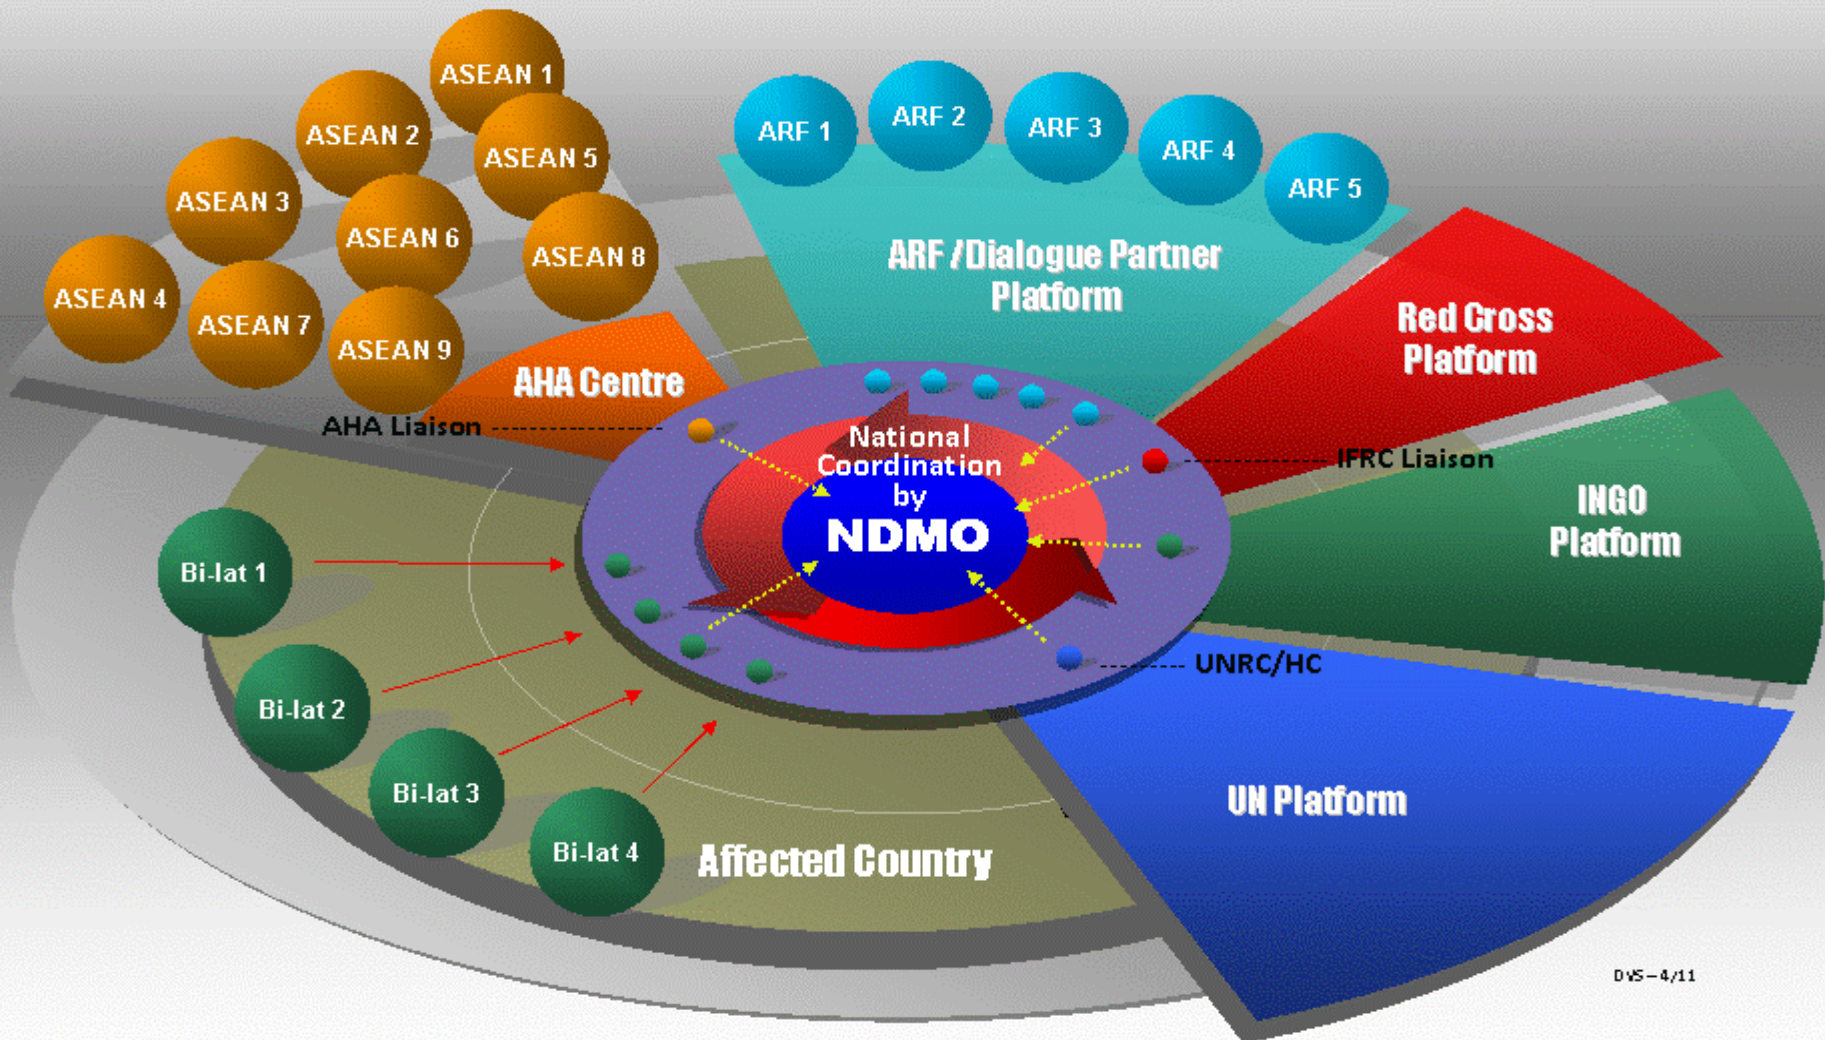 ASEAN 1
ASEAN 2
ASEAN 5
ASEAN 3
ASEAN 6
ASEAN 8
ASEAN 4
ASEAN 7
ASEAN 9
ARF 1
ARF 2
ARF 3
ARF 4
ARF 5
ARF /Dialogue Partner
Platform
Red Cross
Platform
AHA Centre
AHA Liaison
National
Coordination
by
NDMO
IFRC Liaison
INGO
Platform
Bi-lat 1
Bi-lat 2
Bi-lat 3
Bi-lat 4
UNRC/HC
UN Platform
Affected Country
DVS–4/11